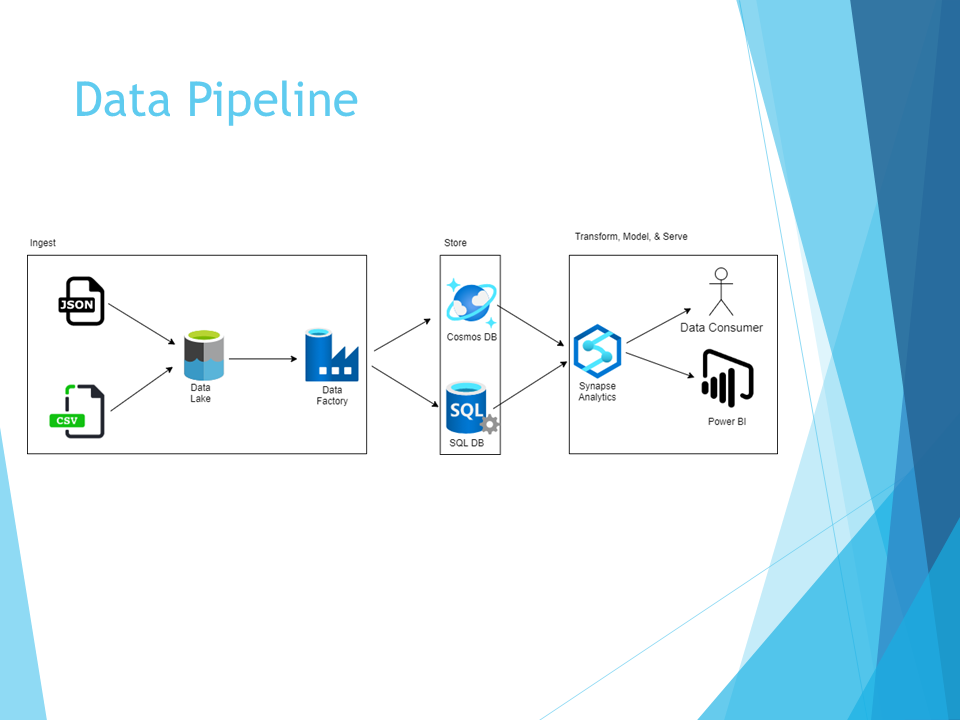 Data Pipeline
Ingest
Store
Transform, Model, & Serve
JSON
CSV
Data
Lake
Data
Factory
Cosmos DB
SQL
SQL DB
Synapse
Analytics
Data Consumer
Power BI